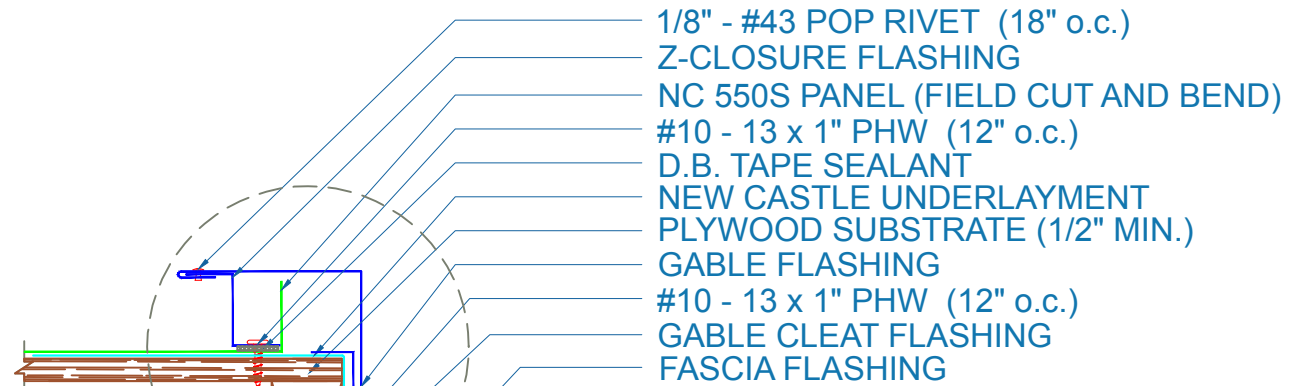 1/8" - #43 POP RIVET (18" o.c.)
Z-CLOSURE FLASHING
NC 550S PANEL (FIELD CUT AND BEND)
#10 - 13 x 1" PHW (12" o.c.)
D.B. TAPE SEALANT
NEW CASTLE UNDERLAYMENT
PLYWOOD SUBSTRATE (1/2" MIN.)
GABLE FLASHING
#10 - 13 x 1" PHW (12" o.c.)
GABLE CLEAT FLASHING
FASCIA FLASHING